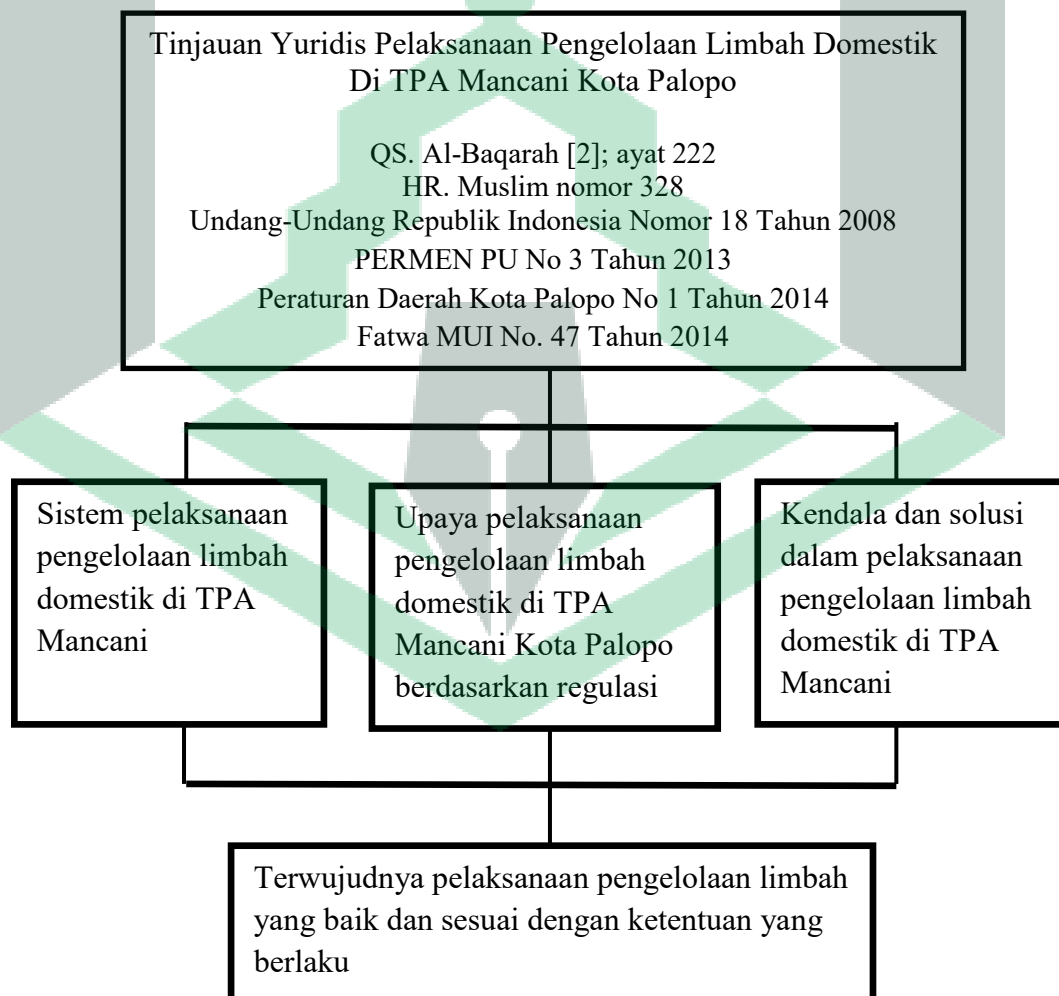 Tinjauan Yuridis Pelaksanaan Pengelolaan Limbah Domestik
Di TPA Mancani Kota Palopo
QS. Al-Baqarah [2]; ayat 222
HR. Muslim nomor 328
Undang-Undang Republik Indonesia Nomor 18 Tahun 2008
PERMEN PU No 3 Tahun 2013
Peraturan Daerah Kota Palopo No 1 Tahun 2014
Fatwa MUI No. 47 Tahun 2014
Sistem pelaksanaan
pengelolaan limbah
domestik di TPA
Mancani
Upaya pelaksanaan
pengelolaan limbah
domestik di TPA
Mancani Kota Palopo
berdasarkan regulasi
Kendala dan solusi
dalam pelaksanaan
pengelolaan limbah
domestik di TPA
Mancani
Terwujudnya pelaksanaan pengelolaan limbah
yang baik dan sesuai dengan ketentuan yang
berlaku